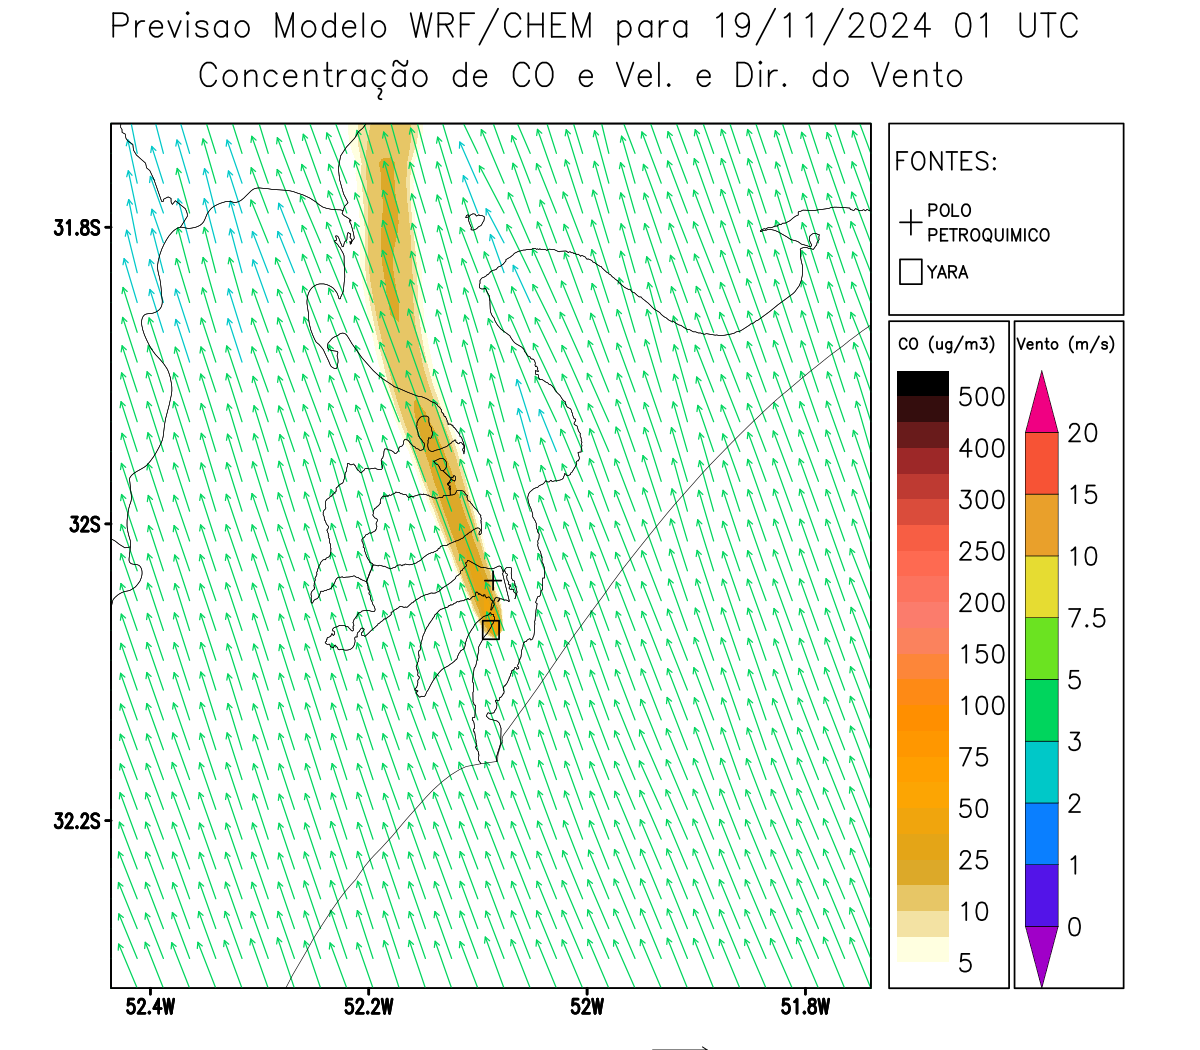 Previsao Modelo WRF/CHEM para 19/11/2024 01 UTC
Concentração de CO e Vel. e Dir. do Vento
FONTES:
POLO
PETROQUIMICO
YARA
31.8S
32S
32.2S
52.4W
52.2W
52W
51.8W
CO (ug/m3)
500
400
300
250
200
150
100
75
50
25
10
5
Vento (m/s)
20
15
10
7.5
5
3
2
1
0